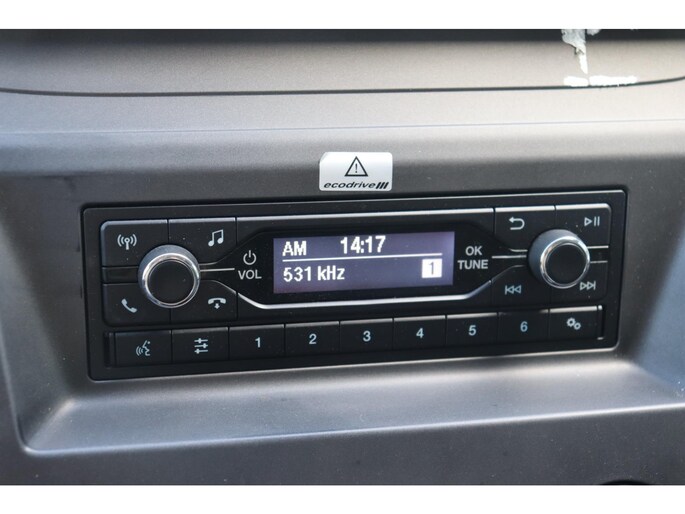 ecodrive
AM 14:17
531 kHz 1
VOL
OK
TUNE
1 2 3 4 5 6